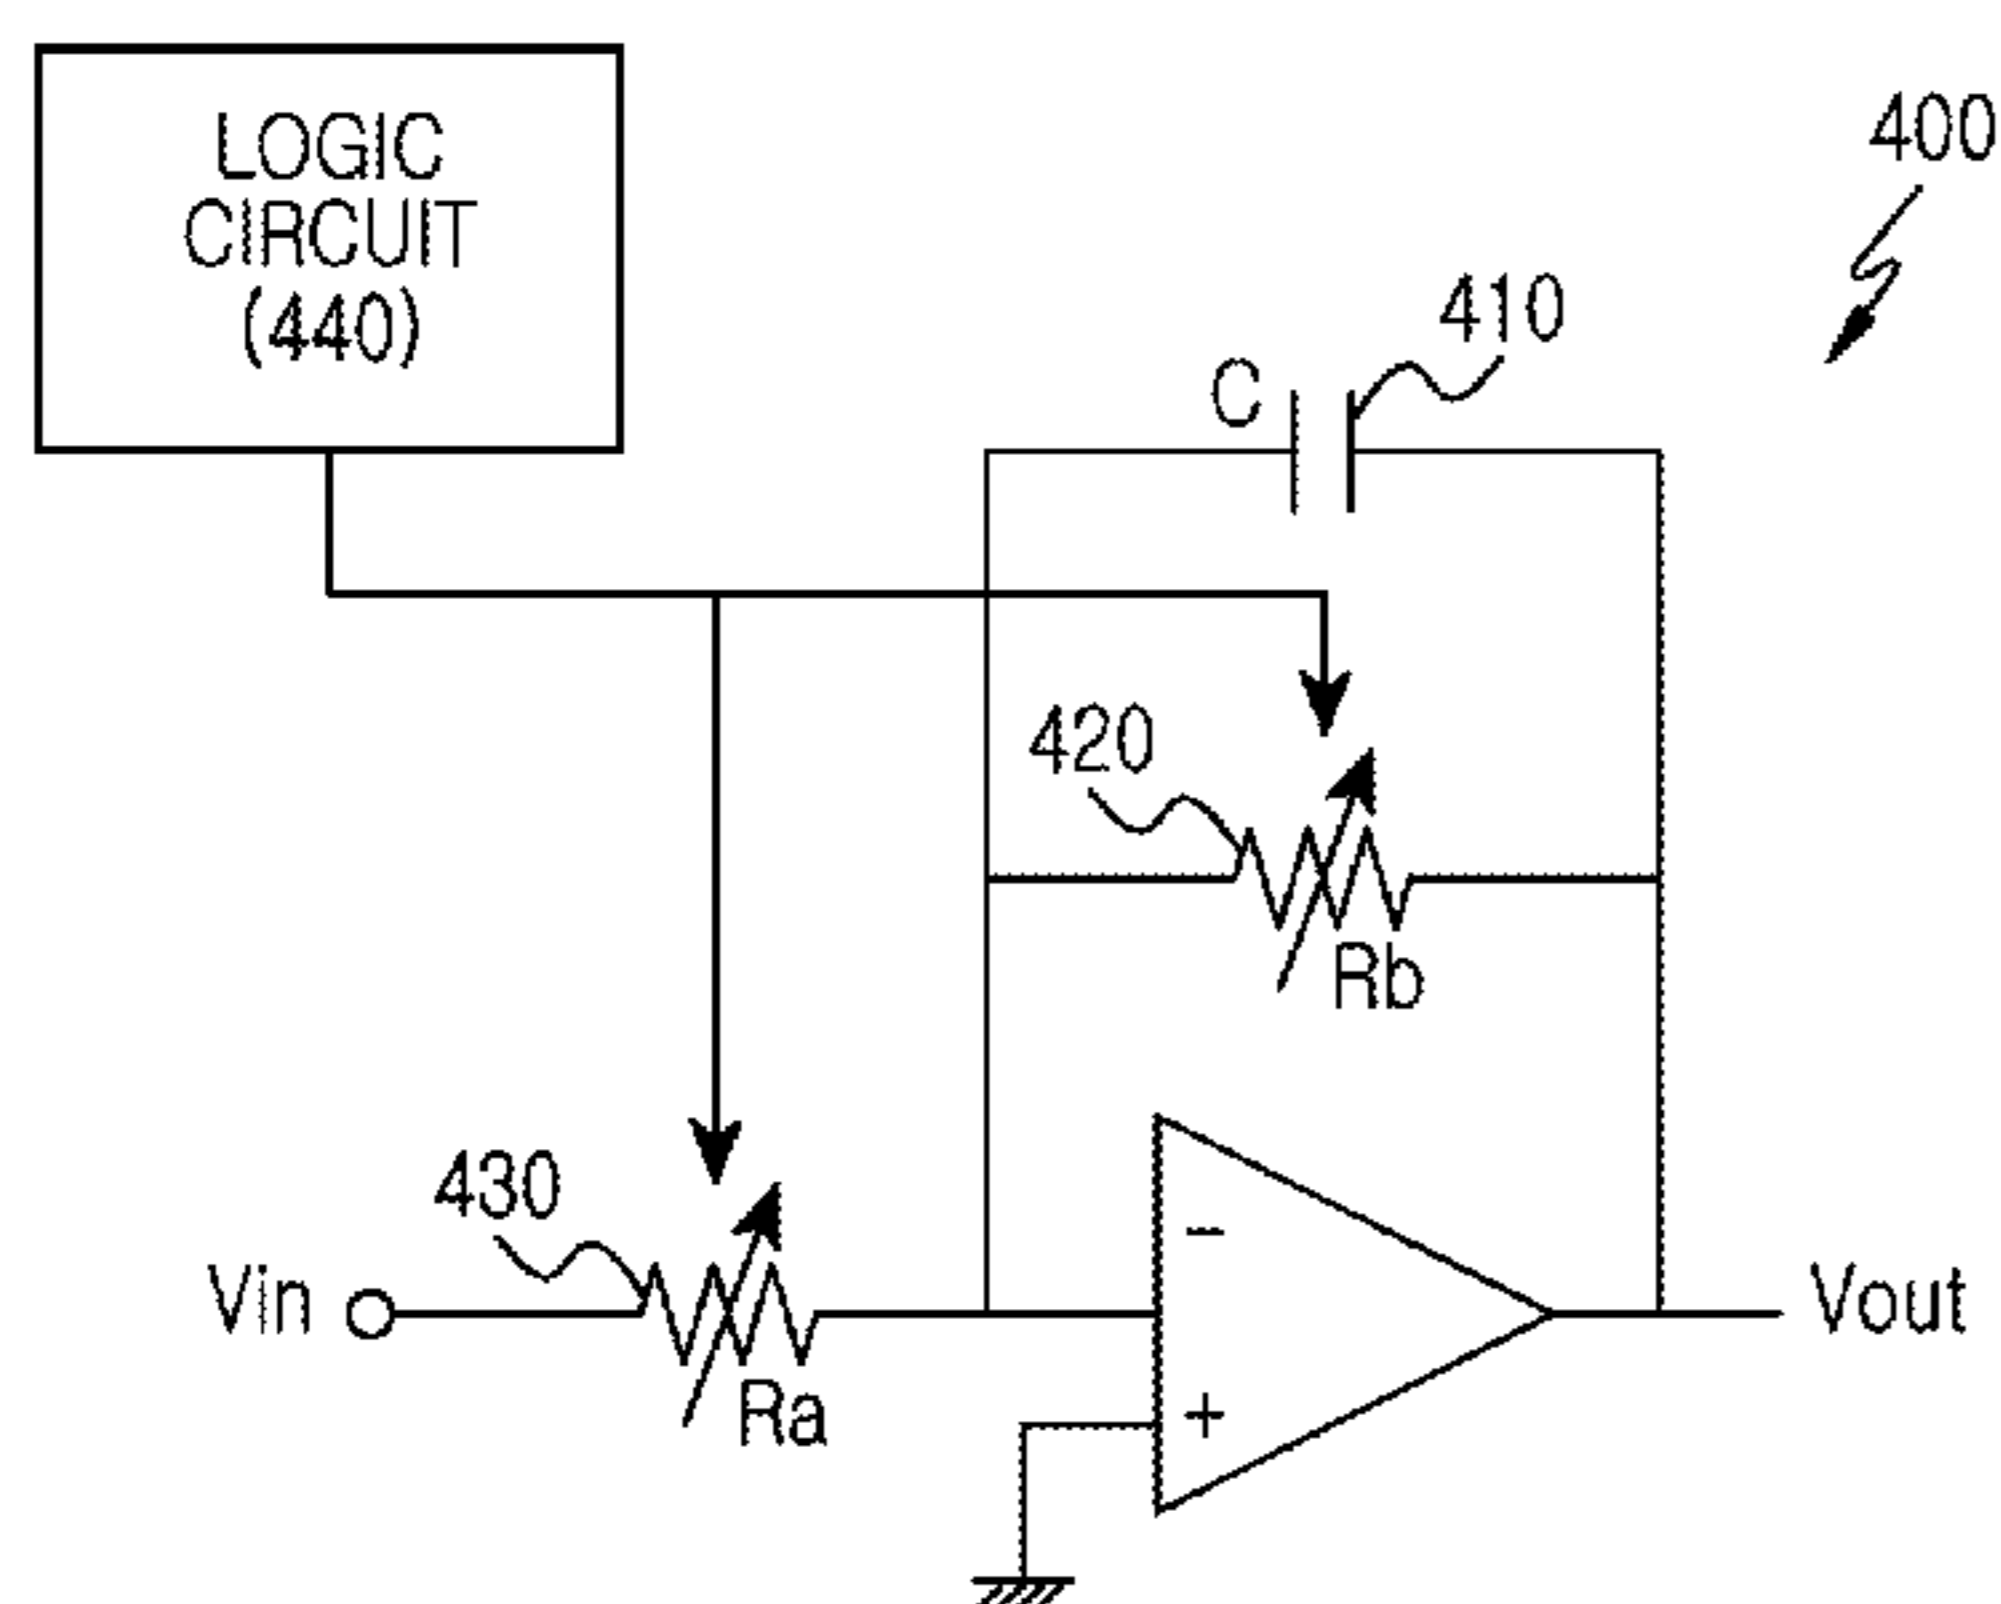 LOGIC
CIRCUIT
(440)
400
410
C
420
Rb
430
Vin
Ra
−
+
Vout